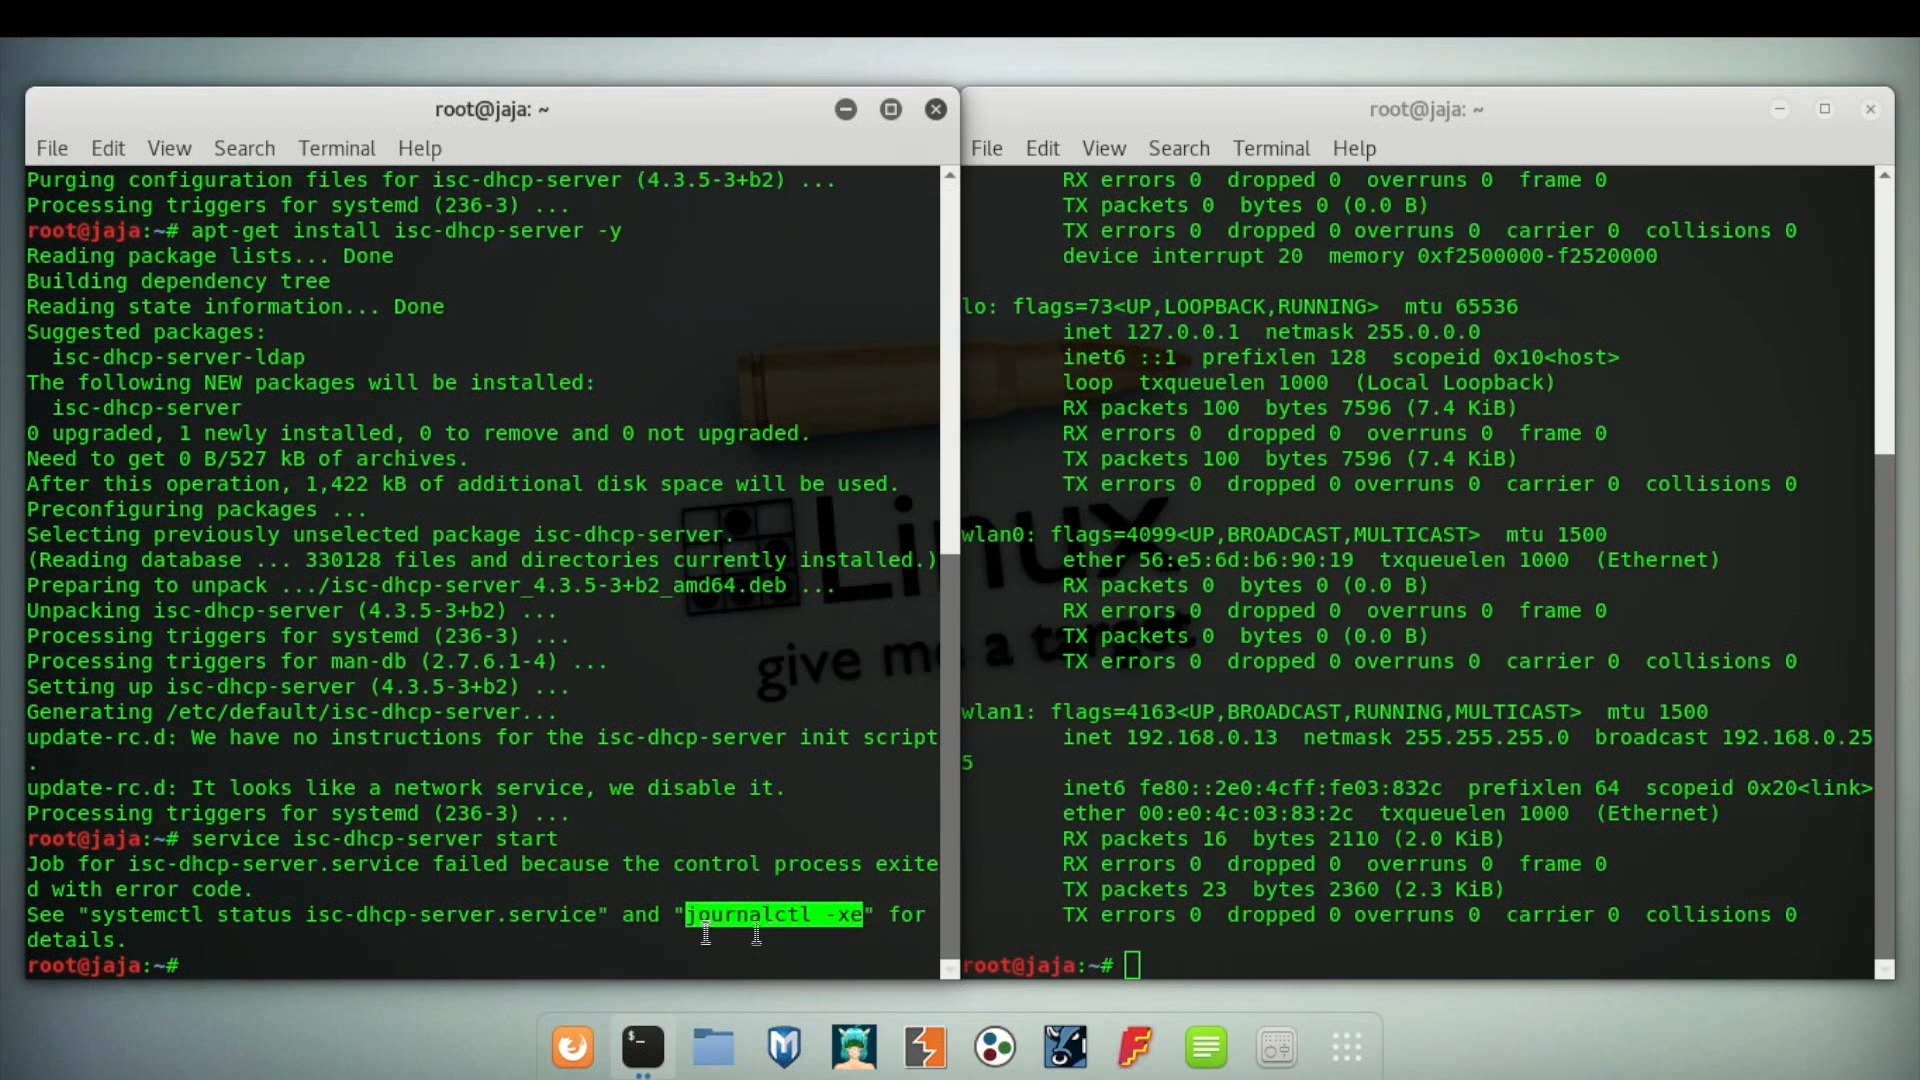 root@jaja: ~
File Edit View Search Terminal Help
Purging configuration files for isc-dhcp-server (4.3.5-3+b2) ...
Processing triggers for systemd (236-3) ...
root@jaja:~# apt-get install isc-dhcp-server -y
Reading package lists... Done
Building dependency tree
Reading state information... Done
Suggested packages:
  isc-dhcp-server-ldap
The following NEW packages will be installed:
  isc-dhcp-server
0 upgraded, 1 newly installed, 0 to remove and 0 not upgraded.
Need to get 0 B/527 kB of archives.
After this operation, 1,422 kB of additional disk space will be used.
Preconfiguring packages ...
Selecting previously unselected package isc-dhcp-server.
(Reading database ... 330128 files and directories currently installed.)
Preparing to unpack .../isc-dhcp-server_4.3.5-3+b2_amd64.deb ...
Unpacking isc-dhcp-server (4.3.5-3+b2) ...
Processing triggers for systemd (236-3) ...
Processing triggers for man-db (2.7.6.1-4) ...
Setting up isc-dhcp-server (4.3.5-3+b2) ...
Generating /etc/default/isc-dhcp-server...
update-rc.d: We have no instructions for the isc-dhcp-server init script
.
update-rc.d: It looks like a network service, we disable it.
Processing triggers for systemd (236-3) ...
root@jaja:~# service isc-dhcp-server start
Job for isc-dhcp-server.service failed because the control process exite
d with error code.
See "systemctl status isc-dhcp-server.service" and "journalctl -xe" for
details.
root@jaja:~#
root@jaja: ~
File Edit View Search Terminal Help
RX errors 0  dropped 0  overruns 0  frame 0
TX packets 0  bytes 0 (0.0 B)
TX errors 0  dropped 0 overruns 0  carrier 0  collisions 0
device interrupt 20  memory 0xf2500000-f2520000
lo: flags=73<UP,LOOPBACK,RUNNING>  mtu 65536
inet 127.0.0.1  netmask 255.0.0.0
inet6 ::1  prefixlen 128  scopeid 0x10<host>
loop  txqueuelen 1000  (Local Loopback)
RX packets 100  bytes 7596 (7.4 KiB)
RX errors 0  dropped 0  overruns 0  frame 0
TX packets 100  bytes 7596 (7.4 KiB)
TX errors 0  dropped 0 overruns 0  carrier 0  collisions 0
wlan0: flags=4099<UP,BROADCAST,MULTICAST>  mtu 1500
ether 56:e5:6d:b6:90:19  txqueuelen 1000  (Ethernet)
RX packets 0  bytes 0 (0.0 B)
RX errors 0  dropped 0  overruns 0  frame 0
TX packets 0  bytes 0 (0.0 B)
TX errors 0  dropped 0 overruns 0  carrier 0  collisions 0
wlan1: flags=4163<UP,BROADCAST,RUNNING,MULTICAST>  mtu 1500
inet 192.168.0.13  netmask 255.255.255.0  broadcast 192.168.0.25
5
inet6 fe80::2e0:4cff:fe03:832c  prefixlen 64  scopeid 0x20<link>
ether 00:e0:4c:03:83:2c  txqueuelen 1000  (Ethernet)
RX packets 16  bytes 2110 (2.0 KiB)
RX errors 0  dropped 0  overruns 0  frame 0
TX packets 23  bytes 2360 (2.3 KiB)
TX errors 0  dropped 0 overruns 0  carrier 0  collisions 0
root@jaja:~#
Linux
give me a target